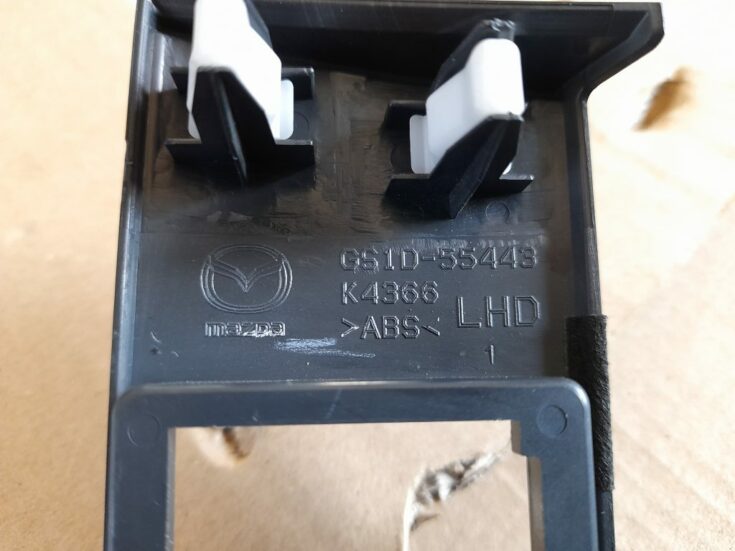 GS1D-55443
K4366
>ABS<
LHD
1
mazda